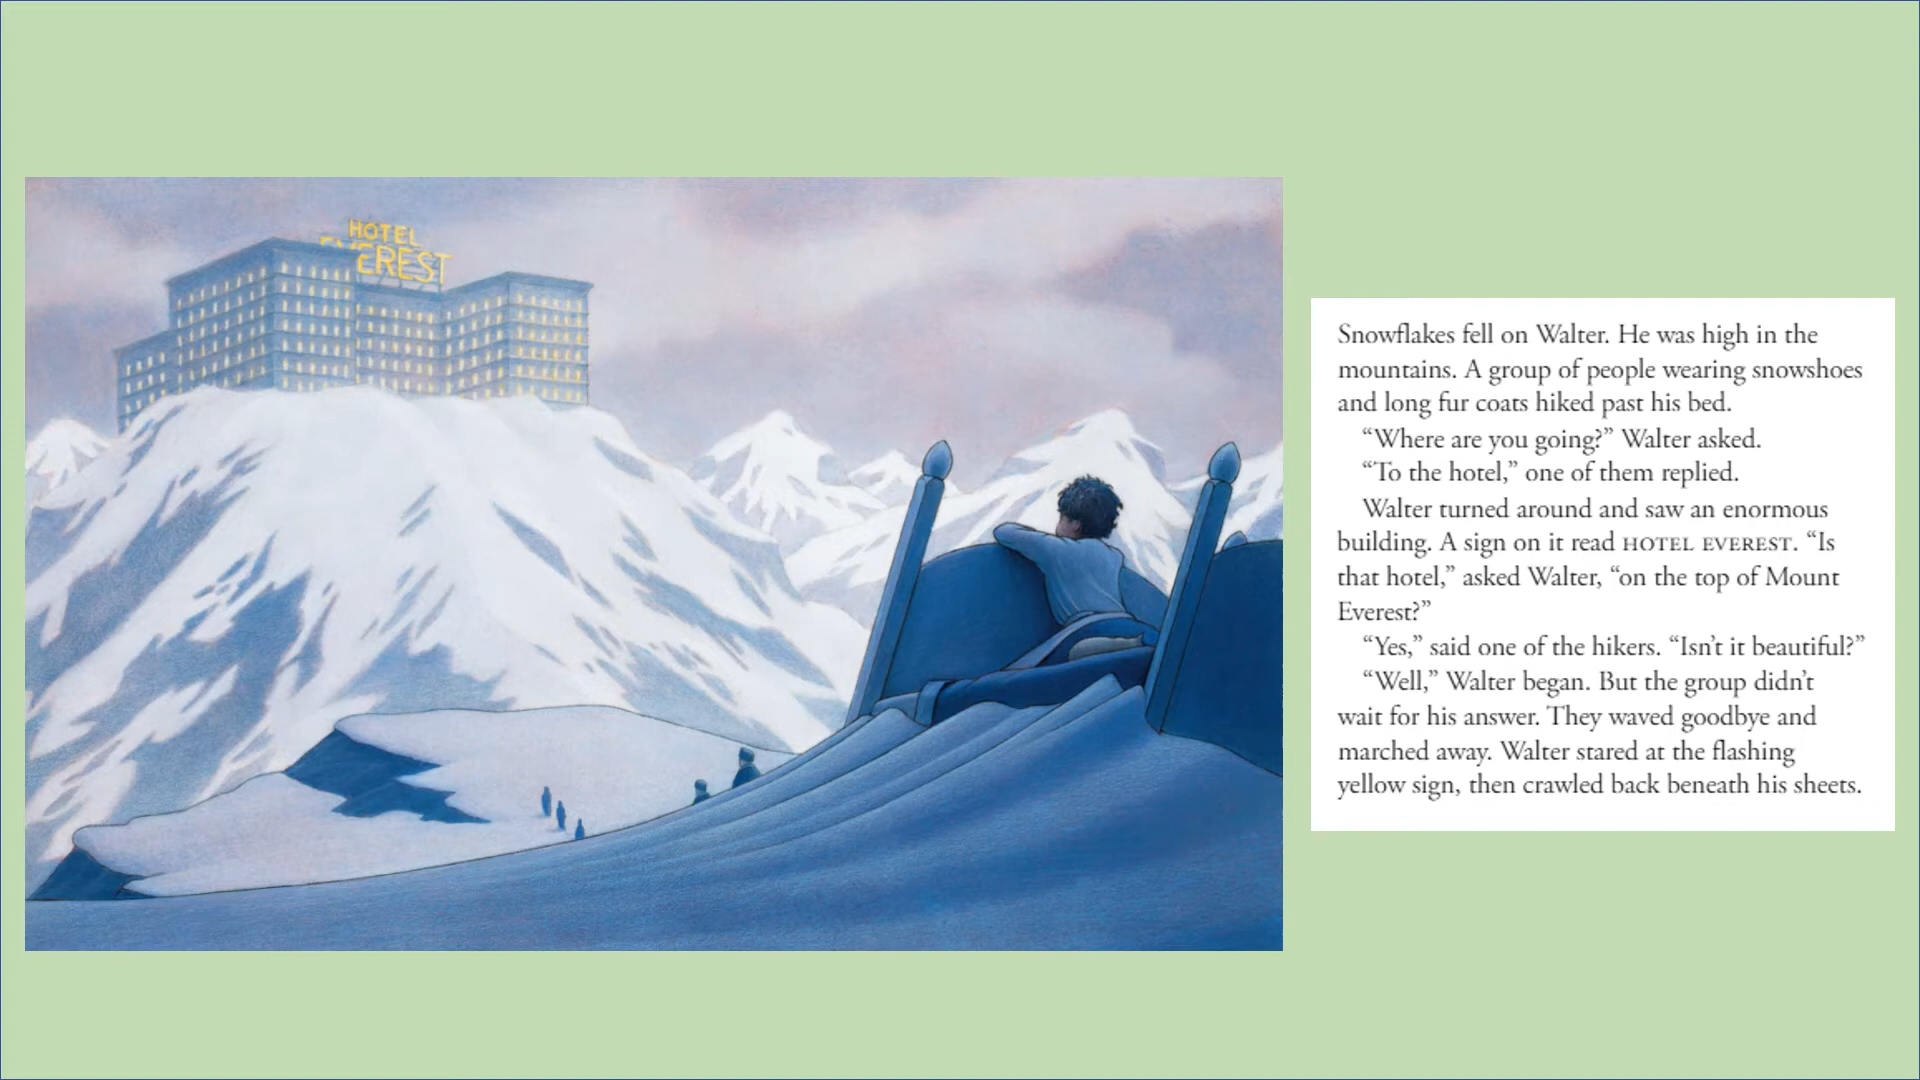 HOTEL
EVEREST
Snowflakes fell on Walter. He was high in the
mountains. A group of people wearing snowshoes
and long fur coats hiked past his bed.
“Where are you going?” Walter asked.
“To the hotel,” one of them replied.
Walter turned around and saw an enormous
building. A sign on it read HOTEL EVEREST. “Is
that hotel,” asked Walter, “on the top of Mount
Everest?”
“Yes,” said one of the hikers. “Isn’t it beautiful?”
“Well,” Walter began. But the group didn’t
wait for his answer. They waved goodbye and
marched away. Walter stared at the flashing
yellow sign, then crawled back beneath his sheets.